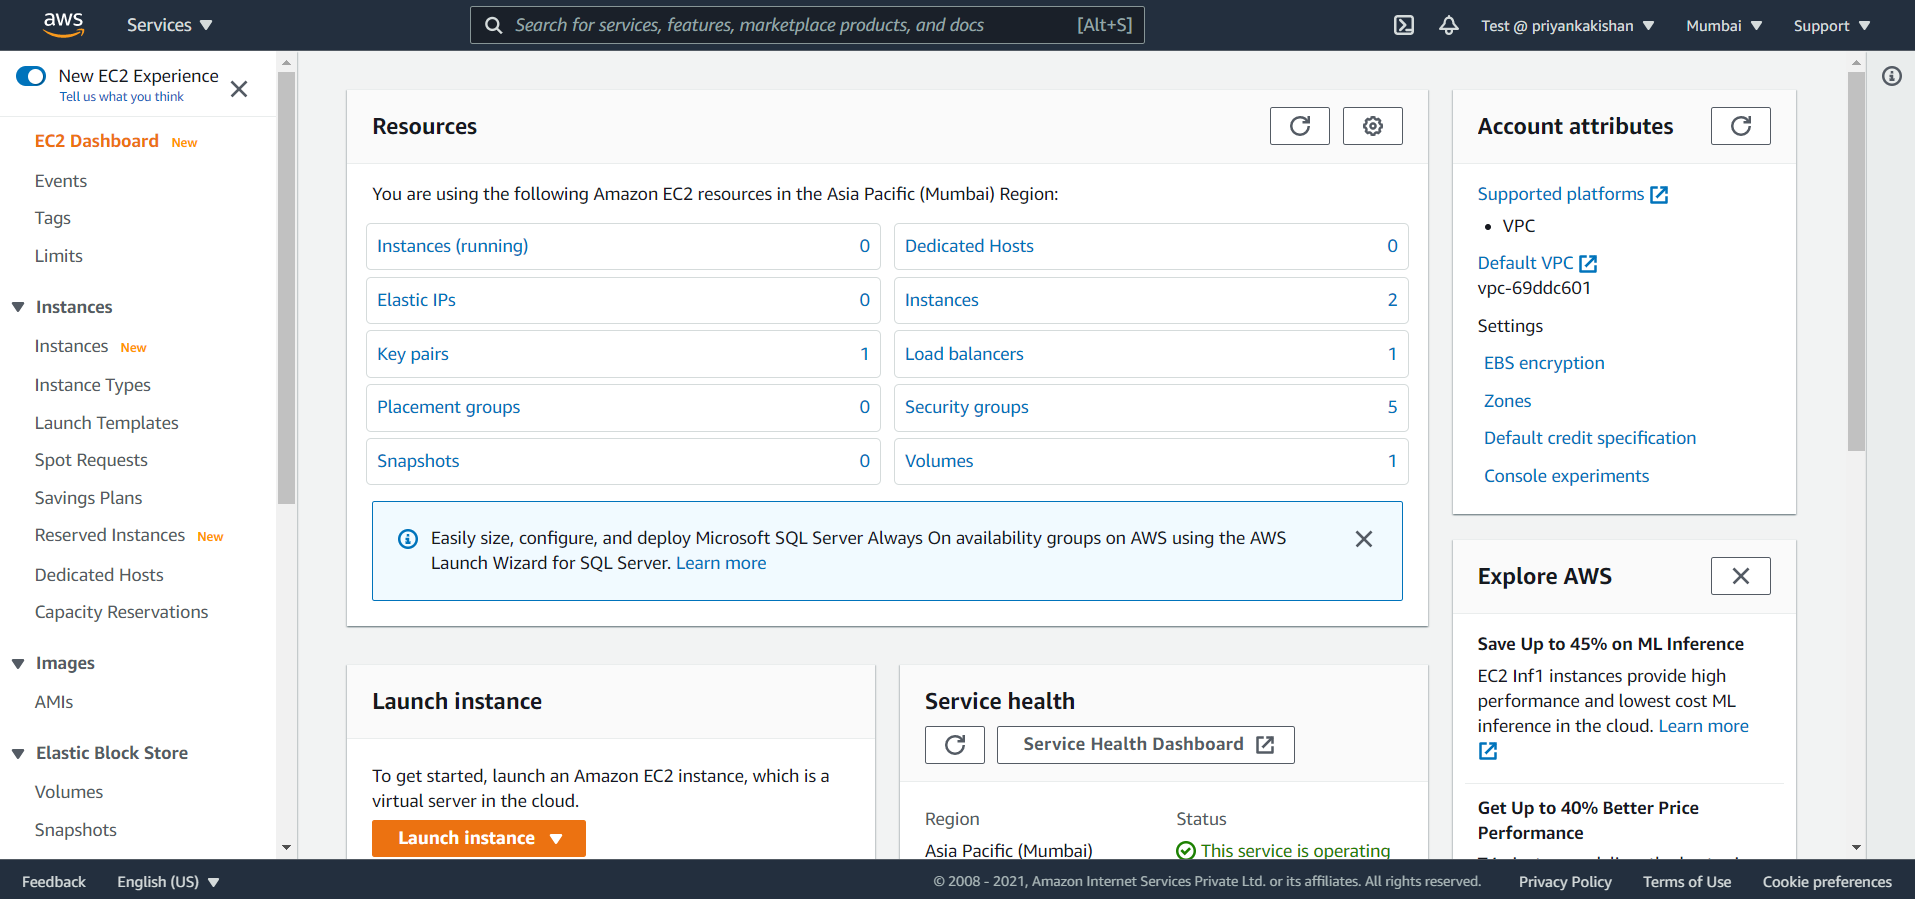 aws
Services
Search for services, features, marketplace products, and docs [Alt+S]
Test @ priyankakishan
Mumbai
Support
New EC2 Experience
Tell us what you think
EC2 Dashboard New
Events
Tags
Limits
Instances
Instances New
Instance Types
Launch Templates
Spot Requests
Savings Plans
Reserved Instances New
Dedicated Hosts
Capacity Reservations
Images
AMIs
Elastic Block Store
Volumes
Snapshots
Resources
You are using the following Amazon EC2 resources in the Asia Pacific (Mumbai) Region:
Instances (running) 0
Dedicated Hosts 0
Elastic IPs 0
Instances 2
Key pairs 1
Load balancers 1
Placement groups 0
Security groups 5
Snapshots 0
Volumes 1
Easily size, configure, and deploy Microsoft SQL Server Always On availability groups on AWS using the AWS
Launch Wizard for SQL Server. Learn more
Launch instance
To get started, launch an Amazon EC2 instance, which is a
virtual server in the cloud.
Launch instance
Service health
Service Health Dashboard
Region Status
Asia Pacific (Mumbai) This service is operating
Account attributes
Supported platforms
• VPC
Default VPC
vpc-69ddc601
Settings
EBS encryption
Zones
Default credit specification
Console experiments
Explore AWS
Save Up to 45% on ML Inference
EC2 Inf1 instances provide high
performance and lowest cost ML
inference in the cloud. Learn more
Get Up to 40% Better Price
Performance
Feedback
English (US)
© 2008 - 2021, Amazon Internet Services Private Ltd. or its affiliates. All rights reserved.
Privacy Policy
Terms of Use
Cookie preferences